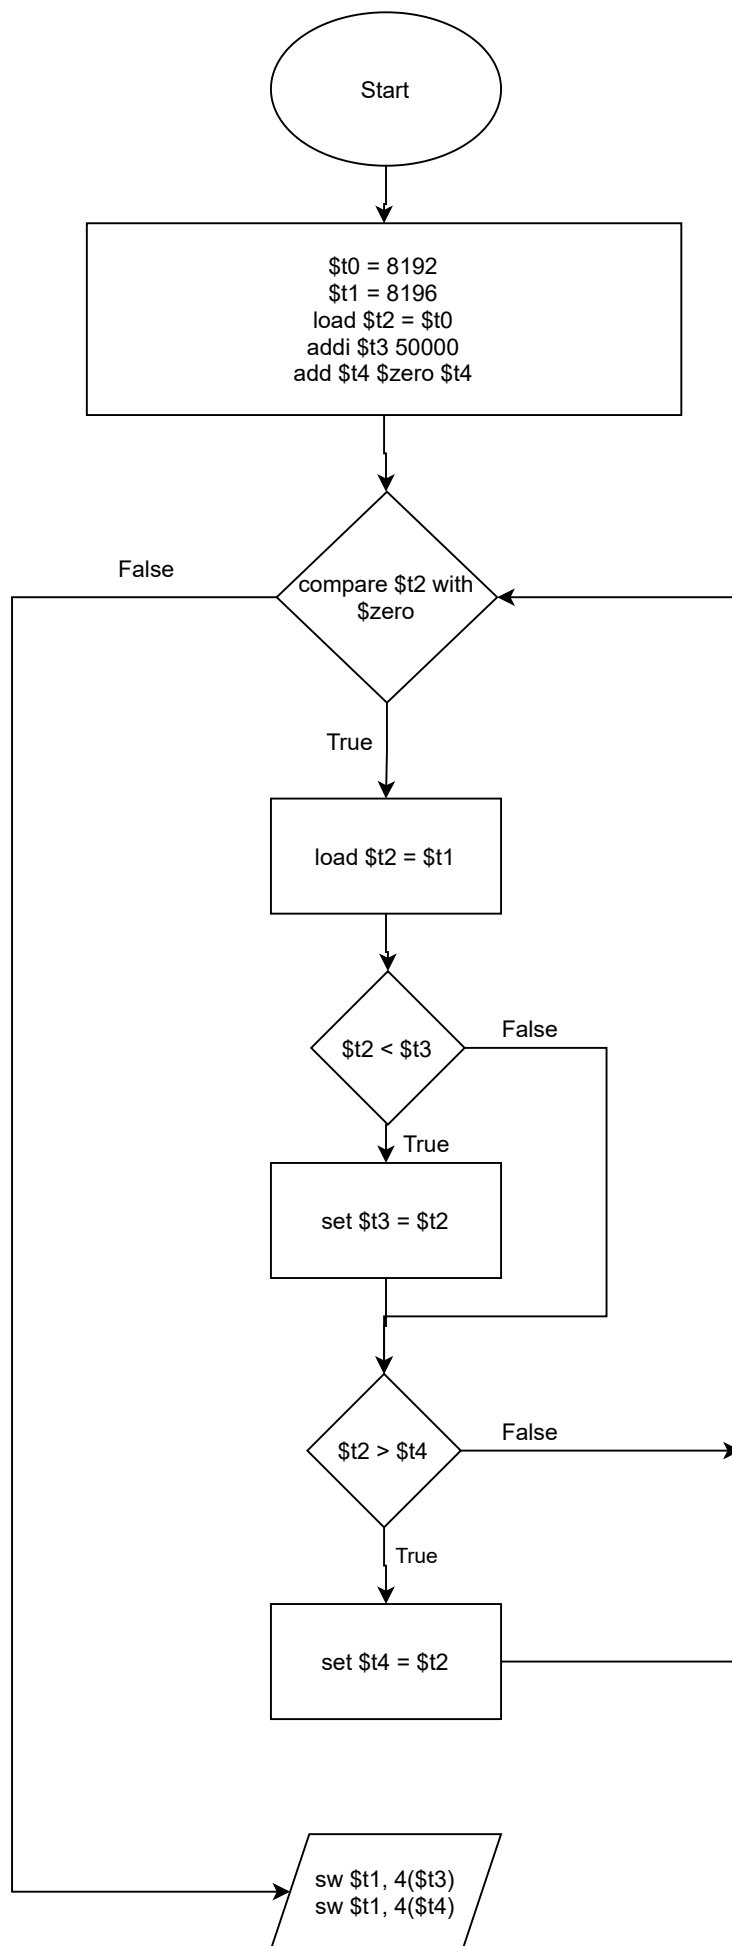 Start
$t0 = 8192
$t1 = 8196
load $t2 = $t0
addi $t3 50000
add $t4 $zero $t4
False
compare $t2 with
$zero
True
load $t2 = $t1
$t2 < $t3
False
True
set $t3 = $t2
$t2 > $t4
False
True
set $t4 = $t2
sw $t1, 4($t3)
sw $t1, 4($t4)